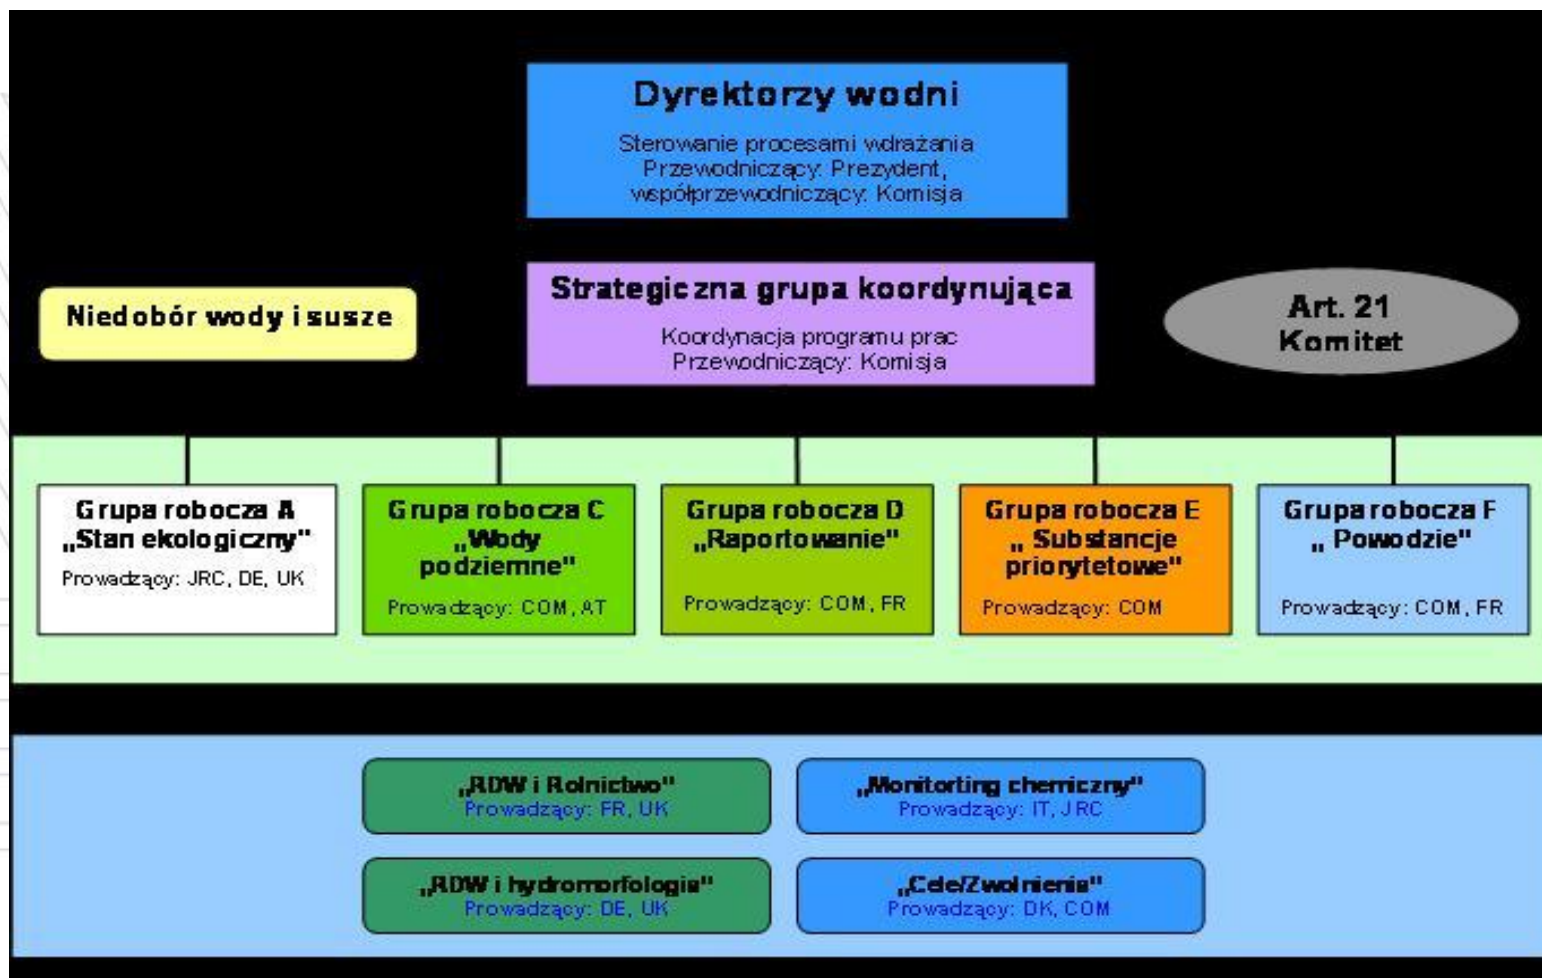 Dyrektorzy wodni
Sterowanie procesami wdrażania
Przewodniczący: Prezydent,
współprzewodniczący: Komisja
Niedobór wody i susze
Strategiczna grupa koordynująca
Koordynacja programu prac
Przewodniczący: Komisja
Art. 21
Komitet
Grupa robocza A
„Stan ekologiczny"
Prowadzący: JRC, DE, UK
Grupa robocza C
„Wody
podziemne"
Prowadzący: COM, AT
Grupa robocza D
„Raportowanie"
Prowadzący: COM, FR
Grupa robocza E
„ Substancje
priorytetowe"
Prowadzący: COM
Grupa robocza F
„ Powodzie"
Prowadzący: COM, FR
„RDW i Rolnictwo"
Prowadzący: FR, UK
„Monitorting chemiczny"
Prowadzący: IT, JRC
„RDW i hydromorfologia"
Prowadzący: DE, UK
„Cele/Zwolnienia"
Prowadzący: DK, COM